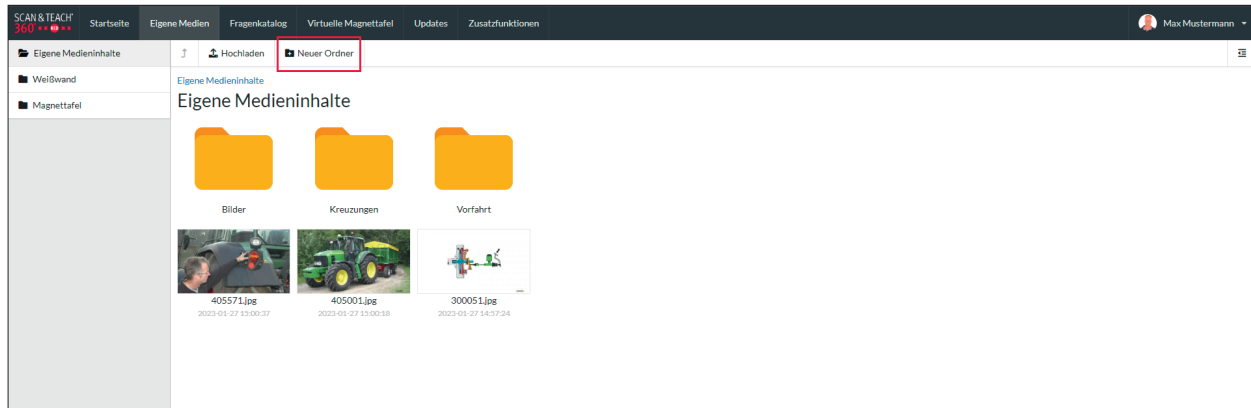 SCAN & TEACH®
360°
Startseite
Eigene Medien
Fragenkatalog
Virtuelle Magnettafel
Updates
Zusatzfunktionen
Max Mustermann
Eigene Medieninhalte
Weißwand
Magnettafel
Hochladen
Neuer Ordner
Eigene Medieninhalte
Eigene Medieninhalte
Bilder
Kreuzungen
Vorfahrt
405571.jpg
2023-01-27 15:00:37
405001.jpg
2023-01-27 15:00:18
300051.jpg
2023-01-27 14:57:24